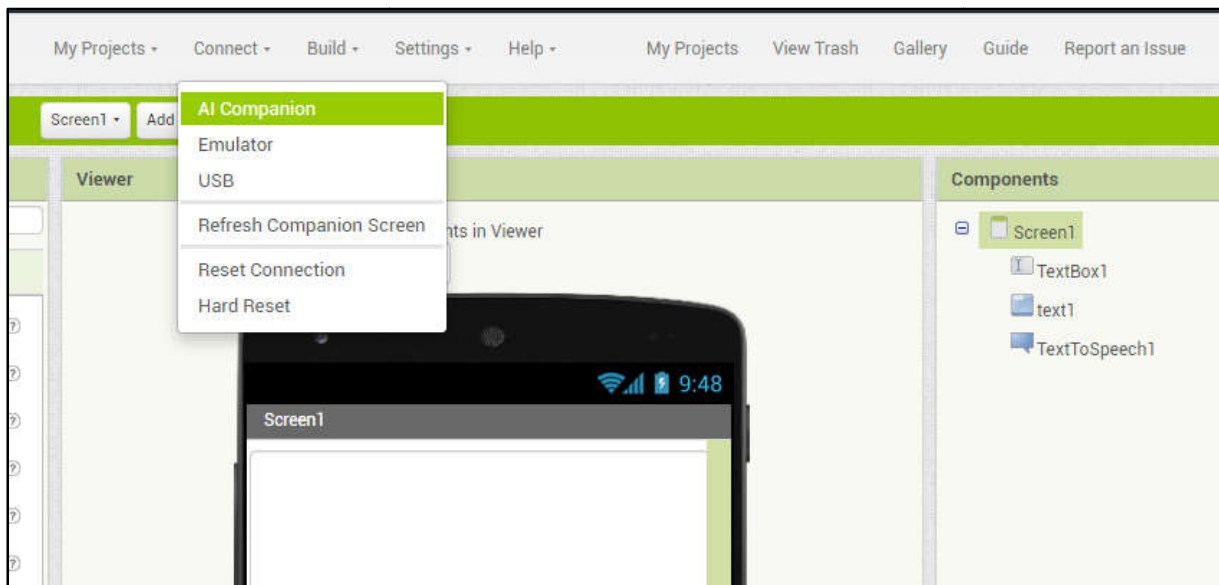 My Projects Connect Build Settings Help My Projects View Trash Gallery Guide Report an Issue
Screen1 Add
AI Companion
Emulator
USB
Refresh Companion Screen
Reset Connection
Hard Reset
Viewer
in Viewer
9:48
Screen1
Components
Screen1
TextBox1
text1
TextToSpeech1